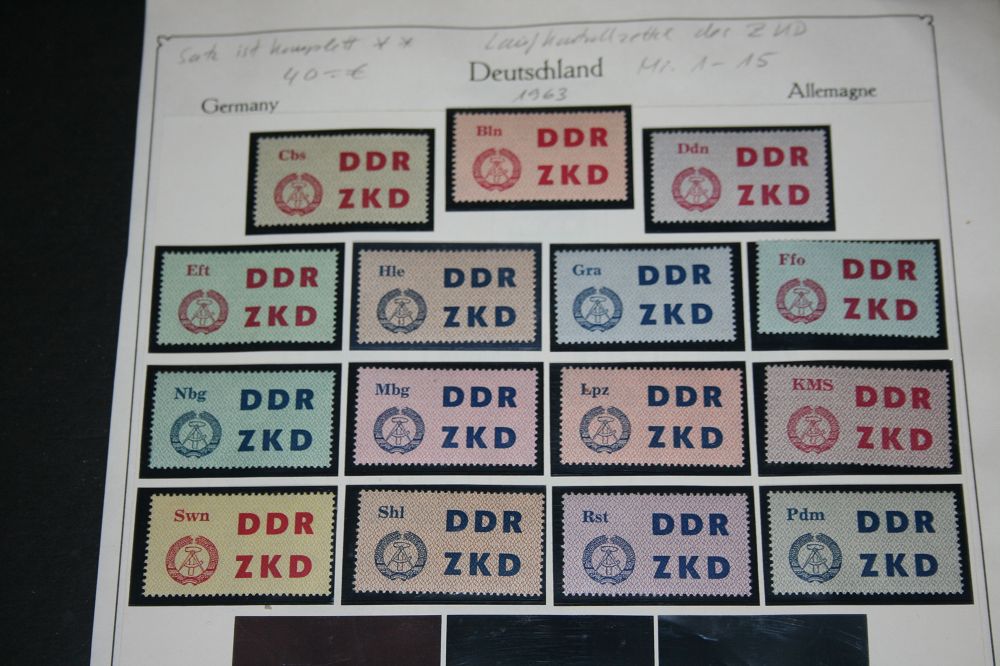 Satz ist komplett * * Laufkontrollzettel des ZKD
40,- € Deutschland Mi. 1-15
Germany 1963 Allemagne
Cbs DDR ZKD
Bln DDR ZKD
Ddn DDR ZKD
Eft DDR ZKD
Hle DDR ZKD
Gra DDR ZKD
Ffo DDR ZKD
Nbg DDR ZKD
Mbg DDR ZKD
Lpz DDR ZKD
KMS DDR ZKD
Swn DDR ZKD
Shl DDR ZKD
Rst DDR ZKD
Pdm DDR ZKD